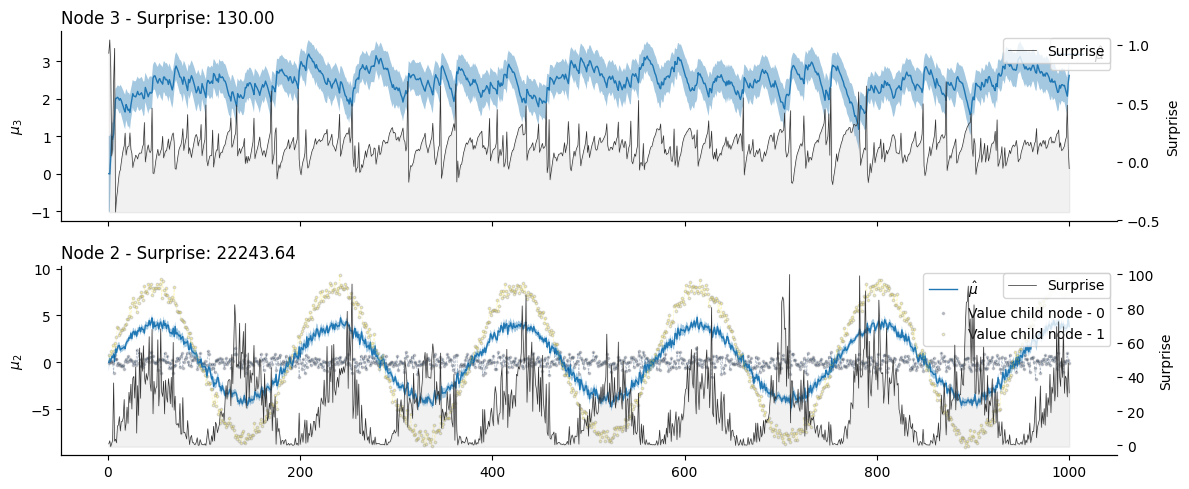 Node 3 - Surprise: 130.00
μ₃
3
2
1
0
−1
Surprise
1.0
0.5
0.0
−0.5
Surprise
Node 2 - Surprise: 22243.64
μ₂
10
5
0
−5
μ̂
Value child node - 0
Value child node - 1
Surprise
100
80
60
40
20
0
Surprise
0
200
400
600
800
1000